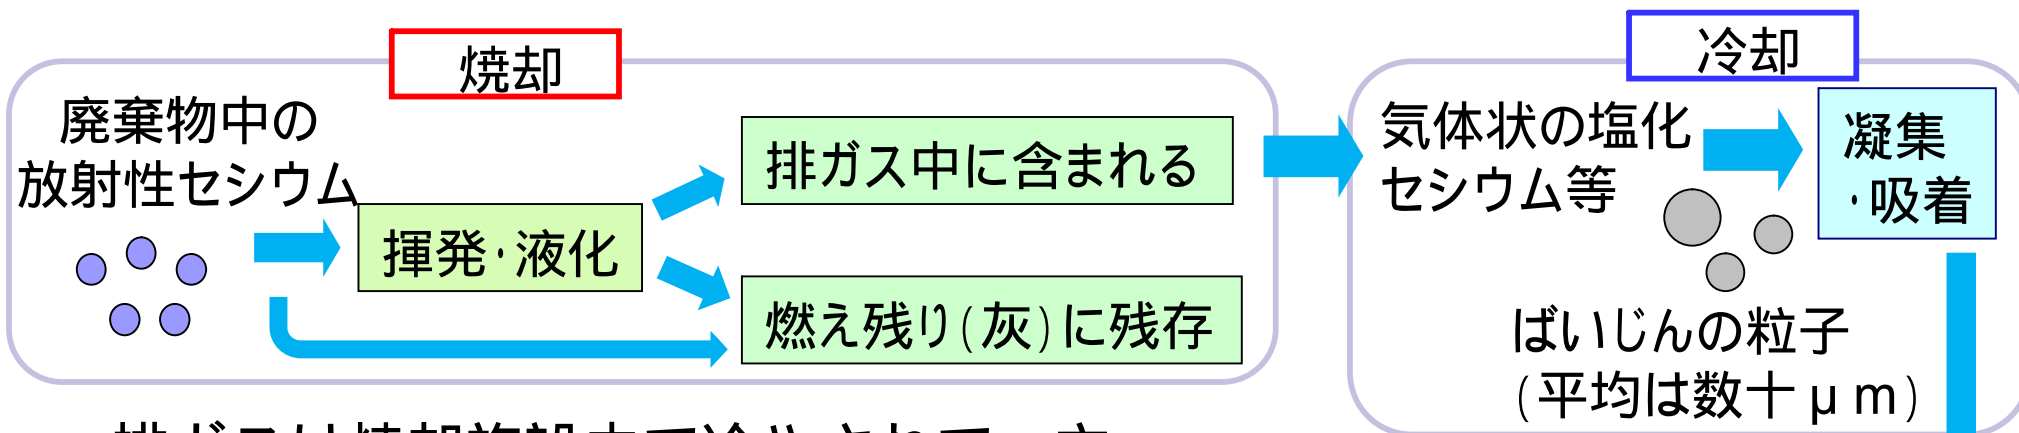 焼却
廃棄物中の
放射性セシウム
揮発・液化
排ガス中に含まれる
燃え残り(灰)に残存
冷却
気体状の塩化
セシウム等
凝集
・吸着
ばいじんの粒子
(平均は数十μm)